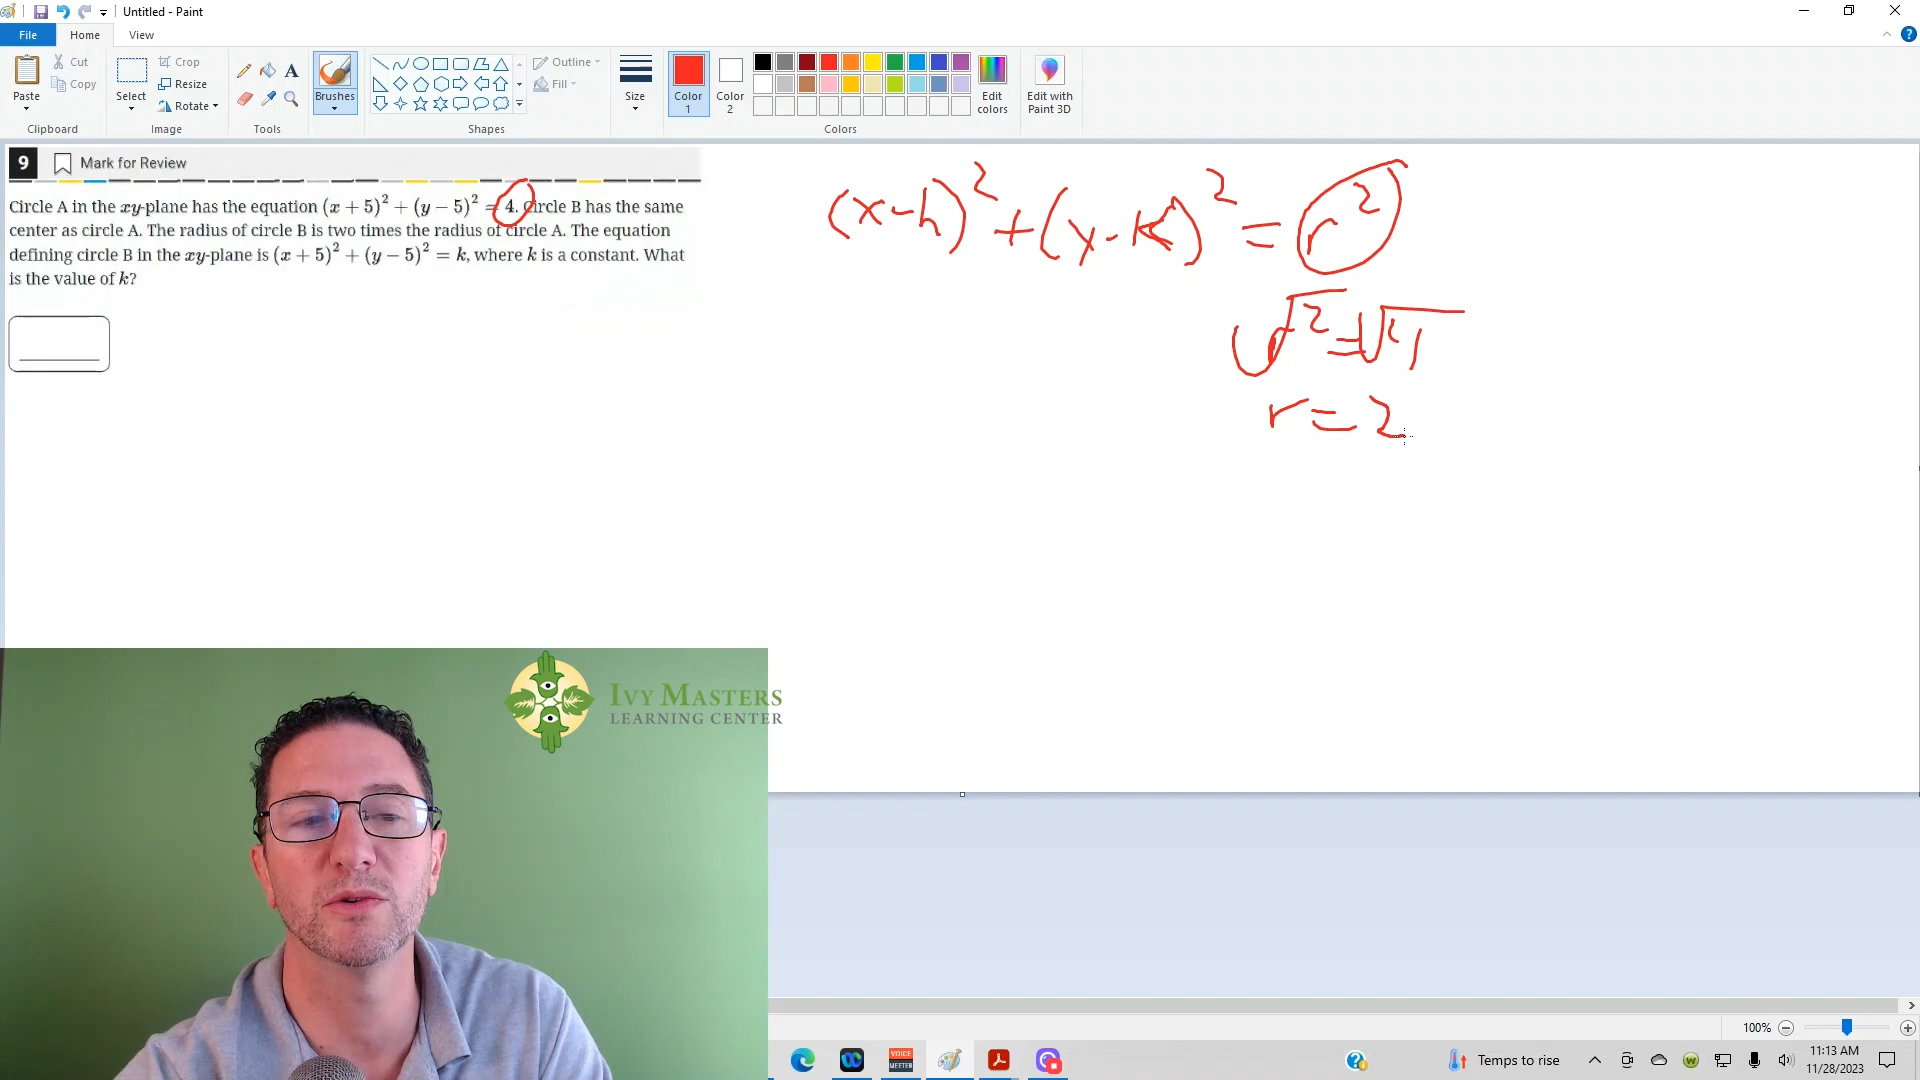 Untitled - Paint
File Home View
Paste
Cut
Copy
Clipboard
Select
Crop
Resize
Rotate
Image
A
Tools
Brushes
Shapes
Outline
Fill
Size
Color 1
Color 2
Colors
Edit colors
Edit with Paint 3D
9 Mark for Review
Circle A in the xy-plane has the equation (x + 5)² + (y − 5)² = 4. Circle B has the same
center as circle A. The radius of circle B is two times the radius of circle A. The equation
defining circle B in the xy-plane is (x + 5)² + (y − 5)² = k, where k is a constant. What
is the value of k?
(x-h)² + (y-k)² = r²
√r² = √4
r = 2
IVY MASTERS
LEARNING CENTER
100%
VOICE MEETER
Temps to rise
11:13 AM
11/28/2023